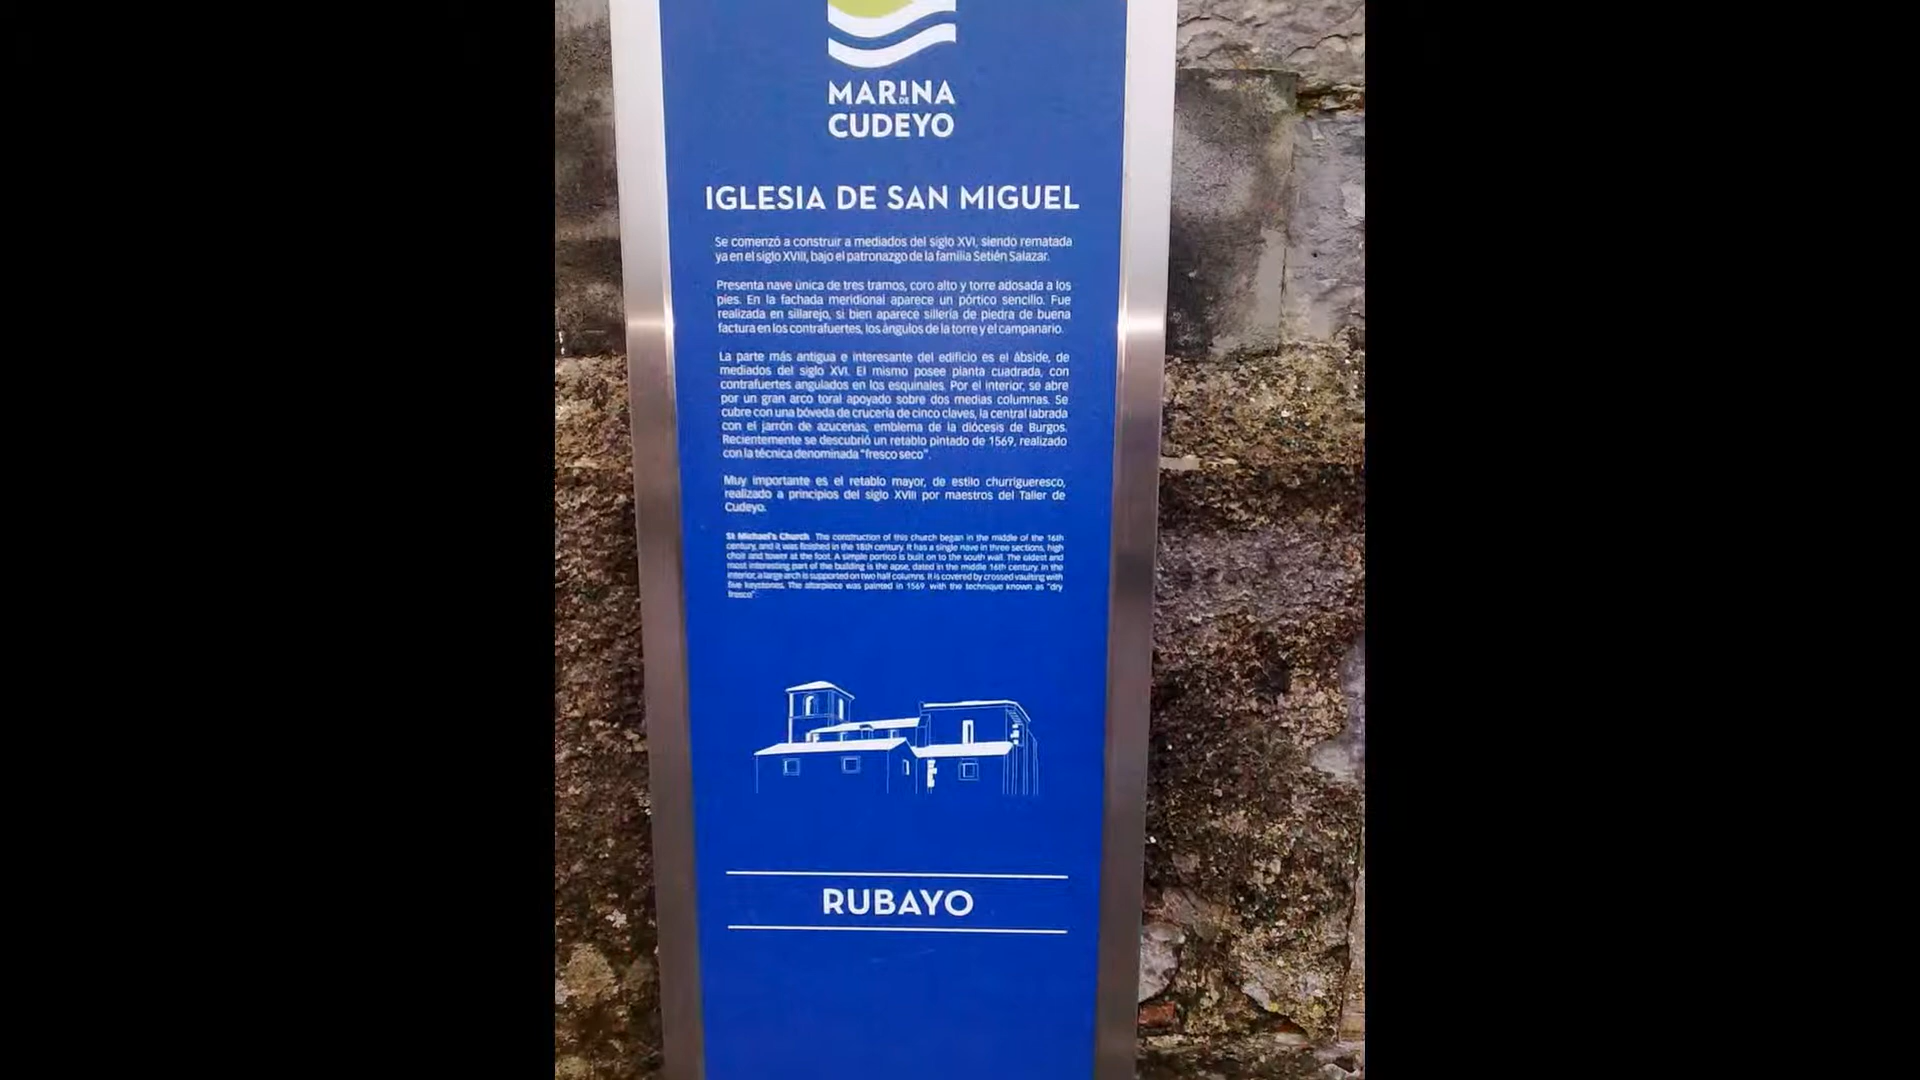 MARINA
DE
CUDEYO
IGLESIA DE SAN MIGUEL
Se comenzó a construir a mediados del siglo XVI, siendo rematada
ya en el siglo XVIII, bajo el patronazgo de la familia Setién Salazar.
Presenta nave única de tres tramos, coro alto y torre adosada a los
pies. En la fachada meridional aparece un pórtico sencillo. Fue
realizada en sillarejo, si bien aparece sillería de piedra de buena
factura en los contrafuertes, los ángulos de la torre y el campanario.
La parte más antigua e interesante del edificio es el ábside, de
mediados del siglo XVI. El mismo posee planta cuadrada, con
contrafuertes angulados en los esquinales. Por el interior, se abre
por un gran arco toral apoyado sobre dos medias columnas. Se
cubre con una bóveda de crucería de cinco claves, la central labrada
con el jarrón de azucenas, emblema de la diócesis de Burgos.
Recientemente se descubrió un retablo pintado de 1569, realizado
con la técnica denominada "fresco seco".
Muy importante es el retablo mayor, de estilo churrigueresco,
realizado a principios del siglo XVIII por maestros del Taller de
Cudeyo.
St Michael's Church The construction of this church began in the middle of the 16th
century, and it was finished in the 18th century. It has a single nave in three sections, high
choir and tower at the foot. A simple portico is built on to the south wall. The oldest and
most interesting part of the building is the apse, dated in the middle 16th century. In the
interior, a large arch is supported on two half columns. It is covered by crossed vaulting with
five keystones. The altarpiece was painted in 1569 with the technique known as "dry
fresco".
RUBAYO